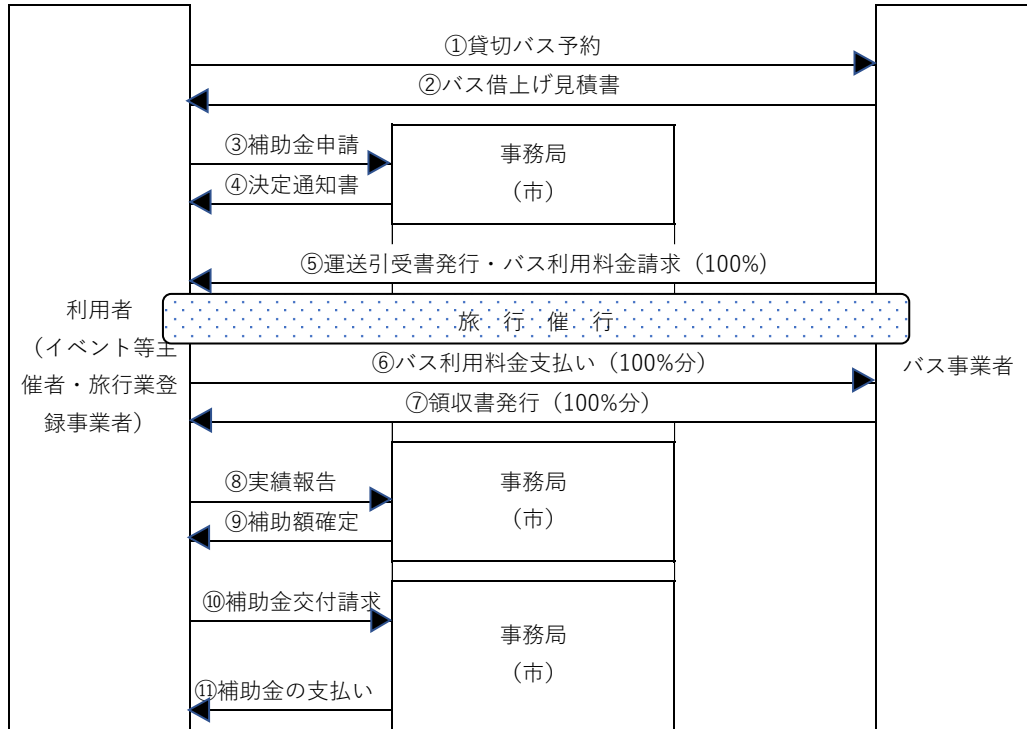 ①貸切バス予約
②バス借上げ見積書
③補助金申請
事務局
（市）
④決定通知書
⑤運送引受書発行・バス利用料金請求（100%）
旅 行 催 行
利用者
（イベント等主
催者・旅行業登
録事業者）
バス事業者
⑥バス利用料金支払い（100%分）
⑦領収書発行（100%分）
⑧実績報告
事務局
（市）
⑨補助額確定
⑩補助金交付請求
事務局
（市）
⑪補助金の支払い